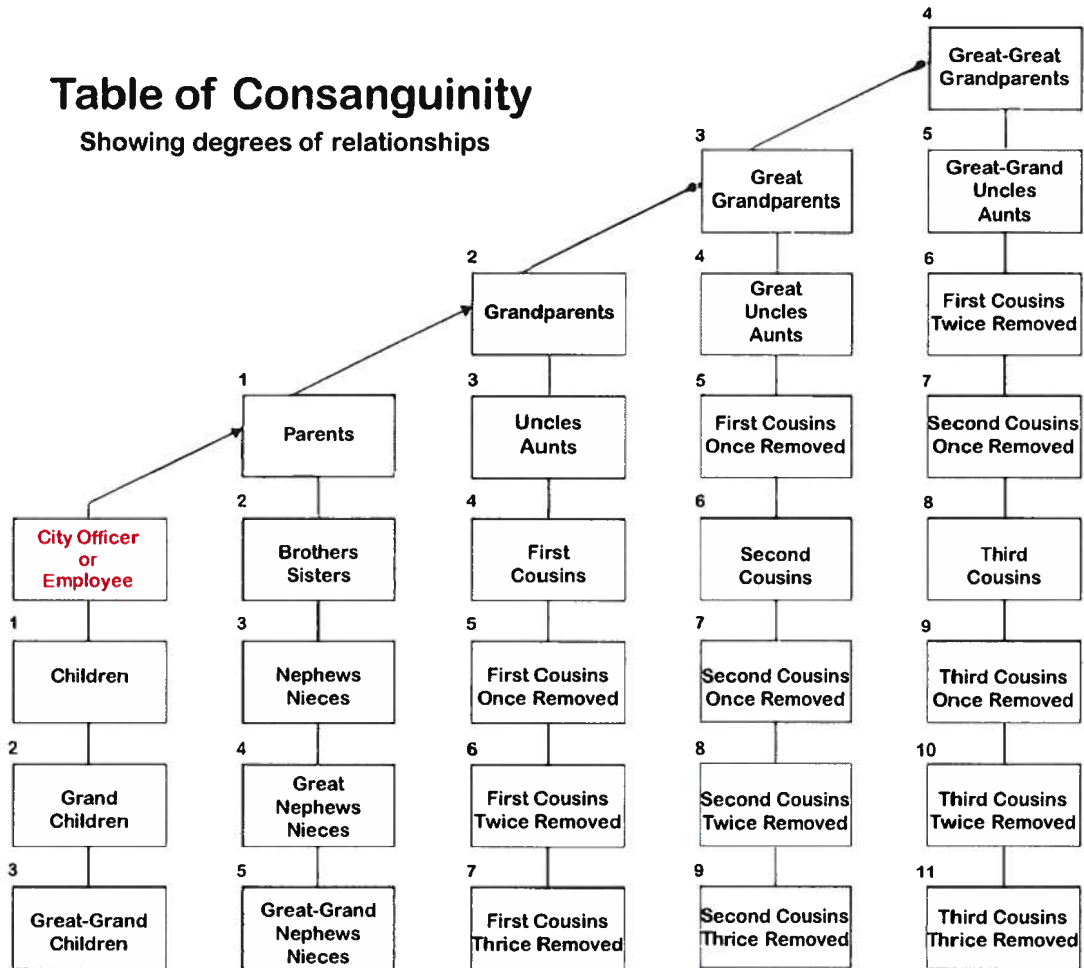 Table of Consanguinity
Showing degrees of relationships
4
Great-Great
Grandparents
3
Great
Grandparents
5
Great-Grand
Uncles
Aunts
2
Grandparents
4
Great
Uncles
Aunts
6
First Cousins
Twice Removed
1
Parents
3
Uncles
Aunts
5
First Cousins
Once Removed
7
Second Cousins
Once Removed
City Officer
or
Employee
2
Brothers
Sisters
4
First
Cousins
6
Second
Cousins
8
Third
Cousins
1
Children
3
Nephews
Nieces
5
First Cousins
Once Removed
7
Second Cousins
Once Removed
9
Third Cousins
Once Removed
2
Grand
Children
4
Great
Nephews
Nieces
6
First Cousins
Twice Removed
8
Second Cousins
Twice Removed
10
Third Cousins
Twice Removed
3
Great-Grand
Children
5
Great-Grand
Nephews
Nieces
7
First Cousins
Thrice Removed
9
Second Cousins
Thrice Removed
11
Third Cousins
Thrice Removed